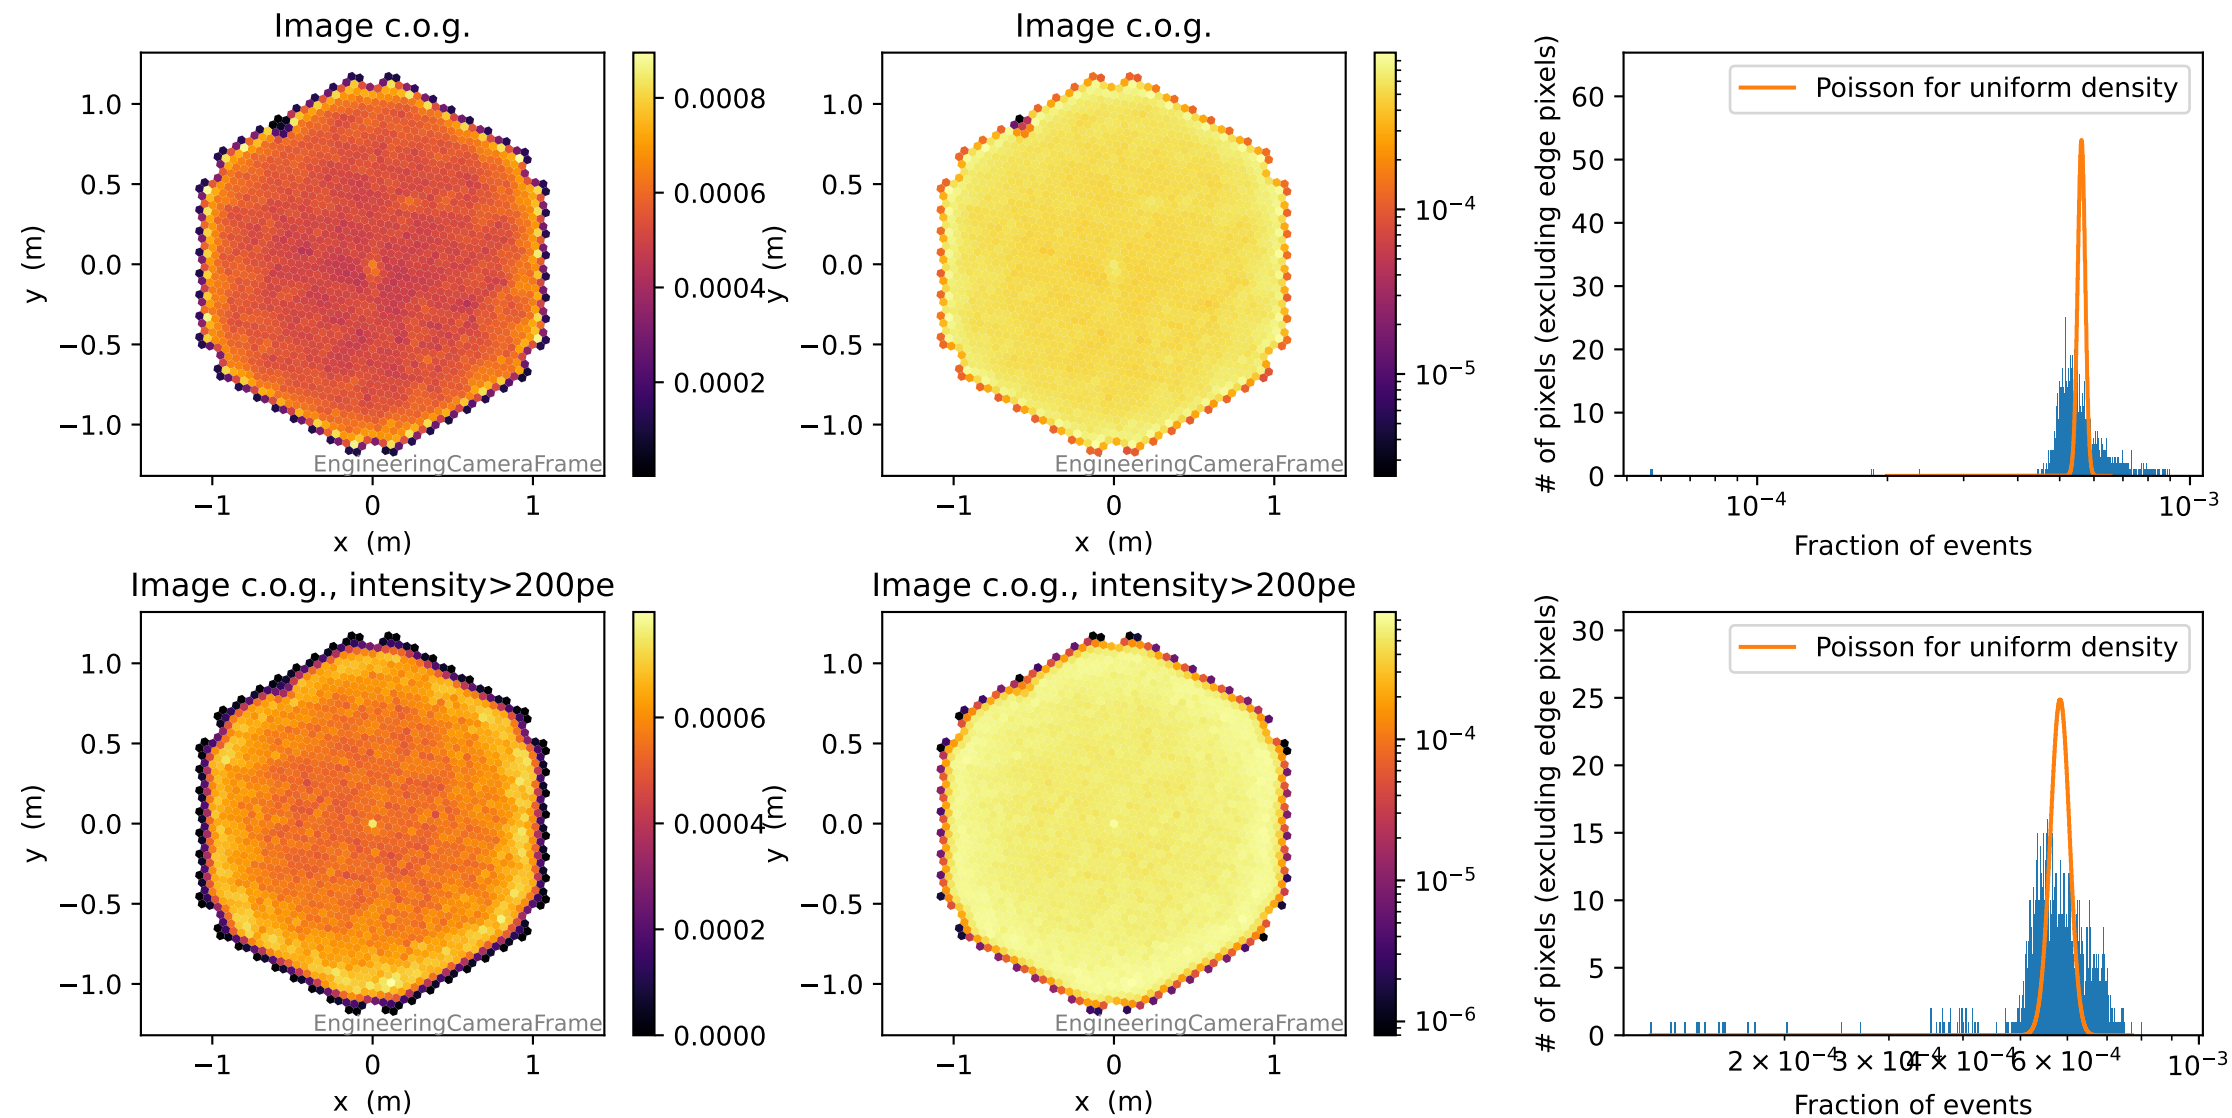 Image c.o.g.
1.0
0.5
0.0
−0.5
−1.0
y (m)
−1
0
1
x (m)
EngineeringCameraFrame
0.0008
0.0006
0.0004
0.0002
Image c.o.g.
1.0
0.5
0.0
−0.5
−1.0
y (m)
−1
0
1
x (m)
EngineeringCameraFrame
10⁻⁴
10⁻⁵
# of pixels (excluding edge pixels)
60
50
40
30
20
10
0
Poisson for uniform density
10⁻⁴
10⁻³
Fraction of events
Image c.o.g., intensity>200pe
1.0
0.5
0.0
−0.5
−1.0
y (m)
−1
0
1
x (m)
EngineeringCameraFrame
0.0006
0.0004
0.0002
0.0000
Image c.o.g., intensity>200pe
1.0
0.5
0.0
−0.5
−1.0
y (m)
−1
0
1
x (m)
EngineeringCameraFrame
10⁻⁴
10⁻⁵
10⁻⁶
# of pixels (excluding edge pixels)
30
25
20
15
10
5
0
Poisson for uniform density
2 × 10⁻⁴
3 × 10⁻⁴
4 × 10⁻⁴
6 × 10⁻⁴
10⁻³
Fraction of events